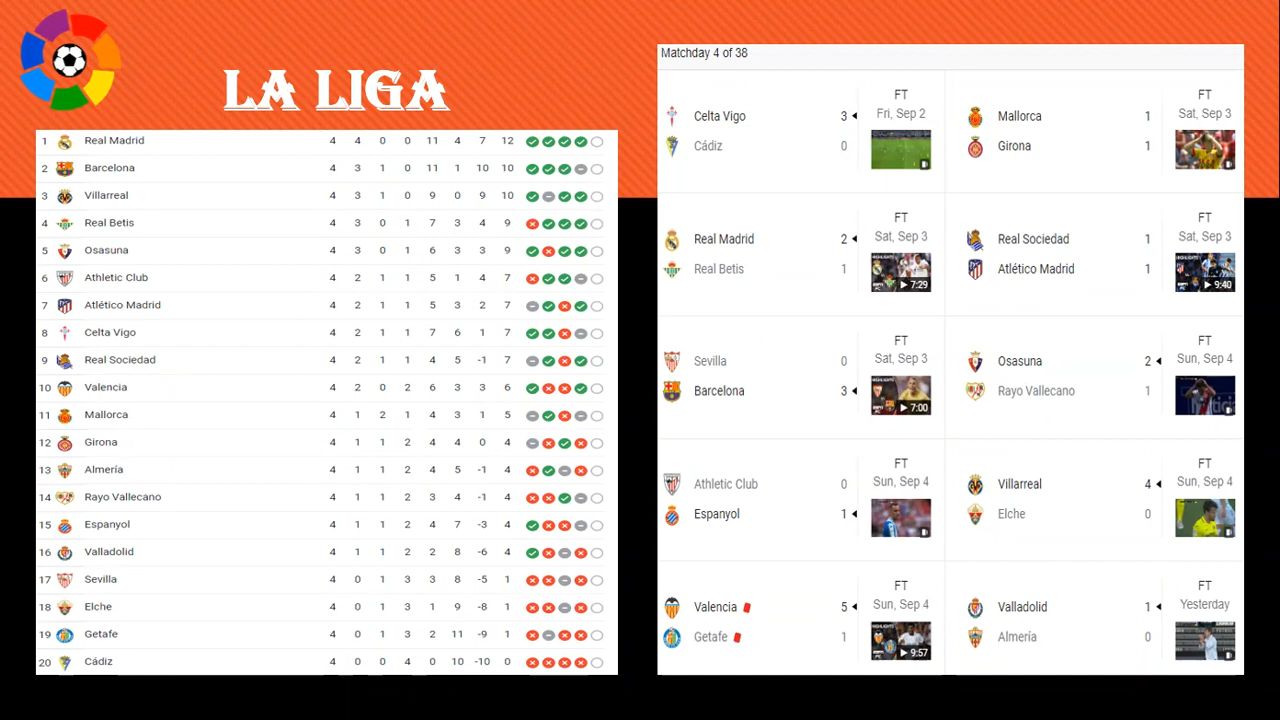 LA LIGA
1 Real Madrid 4 4 0 0 11 4 7 12
2 Barcelona 4 3 1 0 11 1 10 10
3 Villarreal 4 3 1 0 9 0 9 10
4 Real Betis 4 3 0 1 7 3 4 9
5 Osasuna 4 3 0 1 6 3 3 9
6 Athletic Club 4 2 1 1 5 1 4 7
7 Atlético Madrid 4 2 1 1 5 3 2 7
8 Celta Vigo 4 2 1 1 7 6 1 7
9 Real Sociedad 4 2 1 1 4 5 -1 7
10 Valencia 4 2 0 2 6 3 3 6
11 Mallorca 4 1 2 1 4 3 1 5
12 Girona 4 1 1 2 4 4 0 4
13 Almería 4 1 1 2 4 5 -1 4
14 Rayo Vallecano 4 1 1 2 3 4 -1 4
15 Espanyol 4 1 1 2 4 7 -3 4
16 Valladolid 4 1 1 2 2 8 -6 4
17 Sevilla 4 0 1 3 3 8 -5 1
18 Elche 4 0 1 3 1 9 -8 1
19 Getafe 4 0 1 3 2 11 -9 1
20 Cádiz 4 0 0 4 0 10 -10 0
Matchday 4 of 38
FT
Celta Vigo 3 Fri, Sep 2
Cádiz 0
FT
Mallorca 1 Sat, Sep 3
Girona 1
FT
Real Madrid 2 Sat, Sep 3
Real Betis 1
HIGHLIGHTS
7:29
FT
Real Sociedad 1 Sat, Sep 3
Atlético Madrid 1
HIGHLIGHTS
9:40
FT
Sevilla 0 Sat, Sep 3
Barcelona 3
HIGHLIGHTS
7:00
FT
Osasuna 2 Sun, Sep 4
Rayo Vallecano 1
FT
Athletic Club 0 Sun, Sep 4
Espanyol 1
FT
Villarreal 4 Sun, Sep 4
Elche 0
FT
Valencia 5 Sun, Sep 4
Getafe 1
HIGHLIGHTS
9:57
FT
Valladolid 1 Yesterday
Almería 0